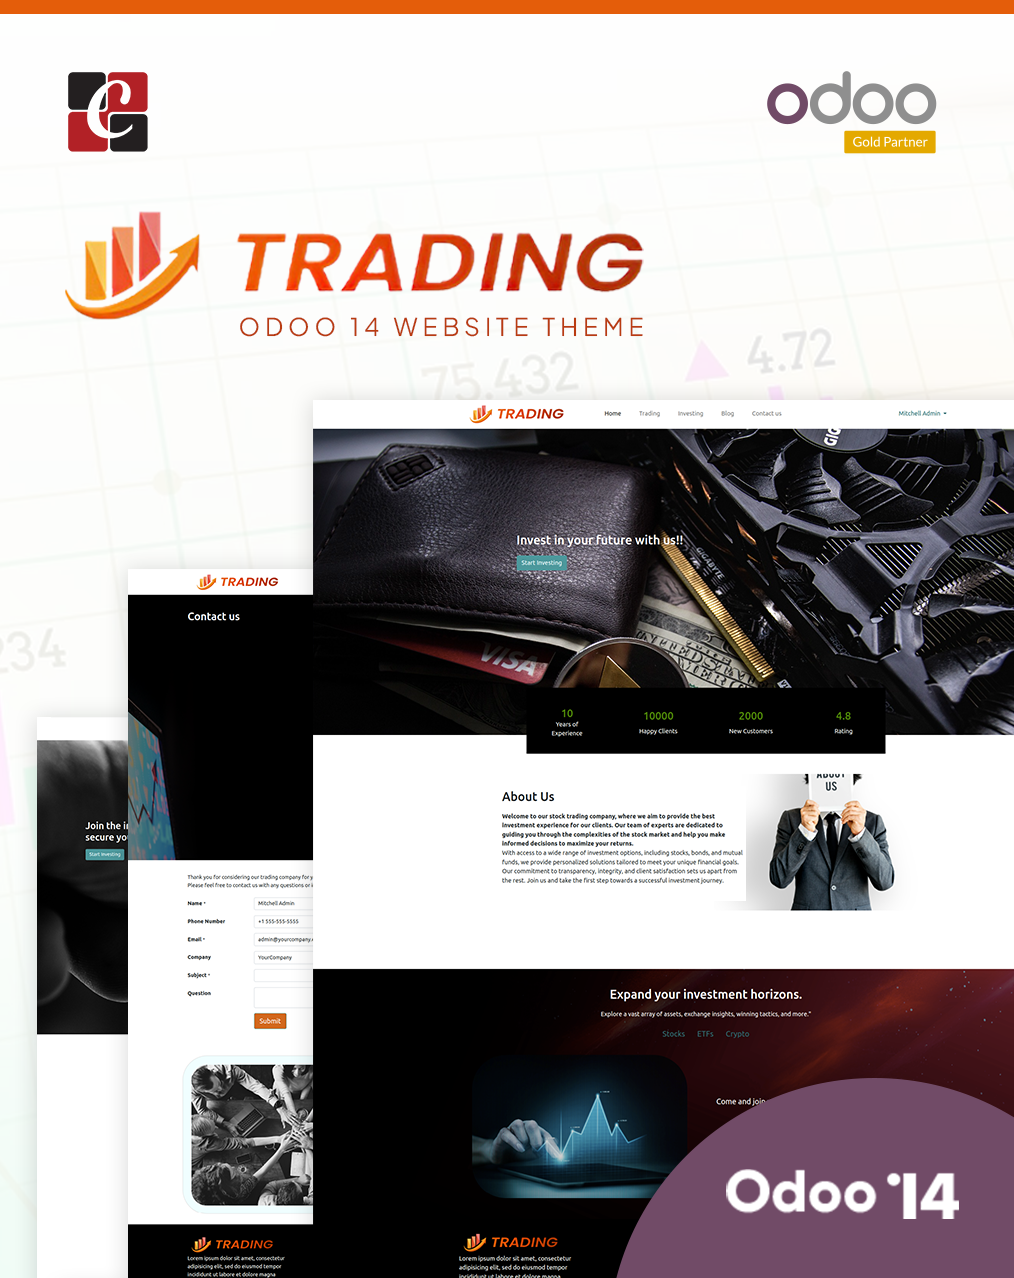 C
odoo
Gold Partner
TRADING
ODOO 14 WEBSITE THEME
4.72
75.432
234
TRADING
Home
Trading
Investing
Blog
Contact us
Mitchell Admin
GIGABYTE
VISA
Invest in your future with us!!
Start Investing
10
Years of
Experience
10000
Happy Clients
2000
New Customers
4.8
Rating
About Us
Welcome to our stock trading company, where we aim to provide the best
investment experience for our clients. Our team of experts are dedicated to
guiding you through the complexities of the stock market and help you make
informed decisions to maximize your returns.
With access to a wide range of investment options, including stocks, bonds, and mutual
funds, we provide personalized solutions tailored to meet your unique financial goals.
Our commitment to transparency, integrity, and client satisfaction sets us apart from
the rest. Join us and take the first step towards a successful investment journey.
ABOUT
US
Expand your investment horizons.
Explore a vast array of assets, exchange insights, winning tactics, and more."
Stocks
ETFs
Crypto
Come and join
TRADING
Lorem ipsum dolor sit amet, consectetur
adipiscing elit, sed do eiusmod tempor
incididunt ut labore et dolore magna
TRADING
Contact us
Thank you for considering our trading company for
Please feel free to contact us with any questions or
Name *
Mitchell Admin
Phone Number
+1 555-555-5555
Email *
admin@yourcompany.
Company
YourCompany
Subject *
Question
Submit
TRADING
Lorem ipsum dolor sit amet, consectetur
adipiscing elit, sed do eiusmod tempor
incididunt ut labore et dolore magna
Join the
secure
Start Investing
Odoo '14